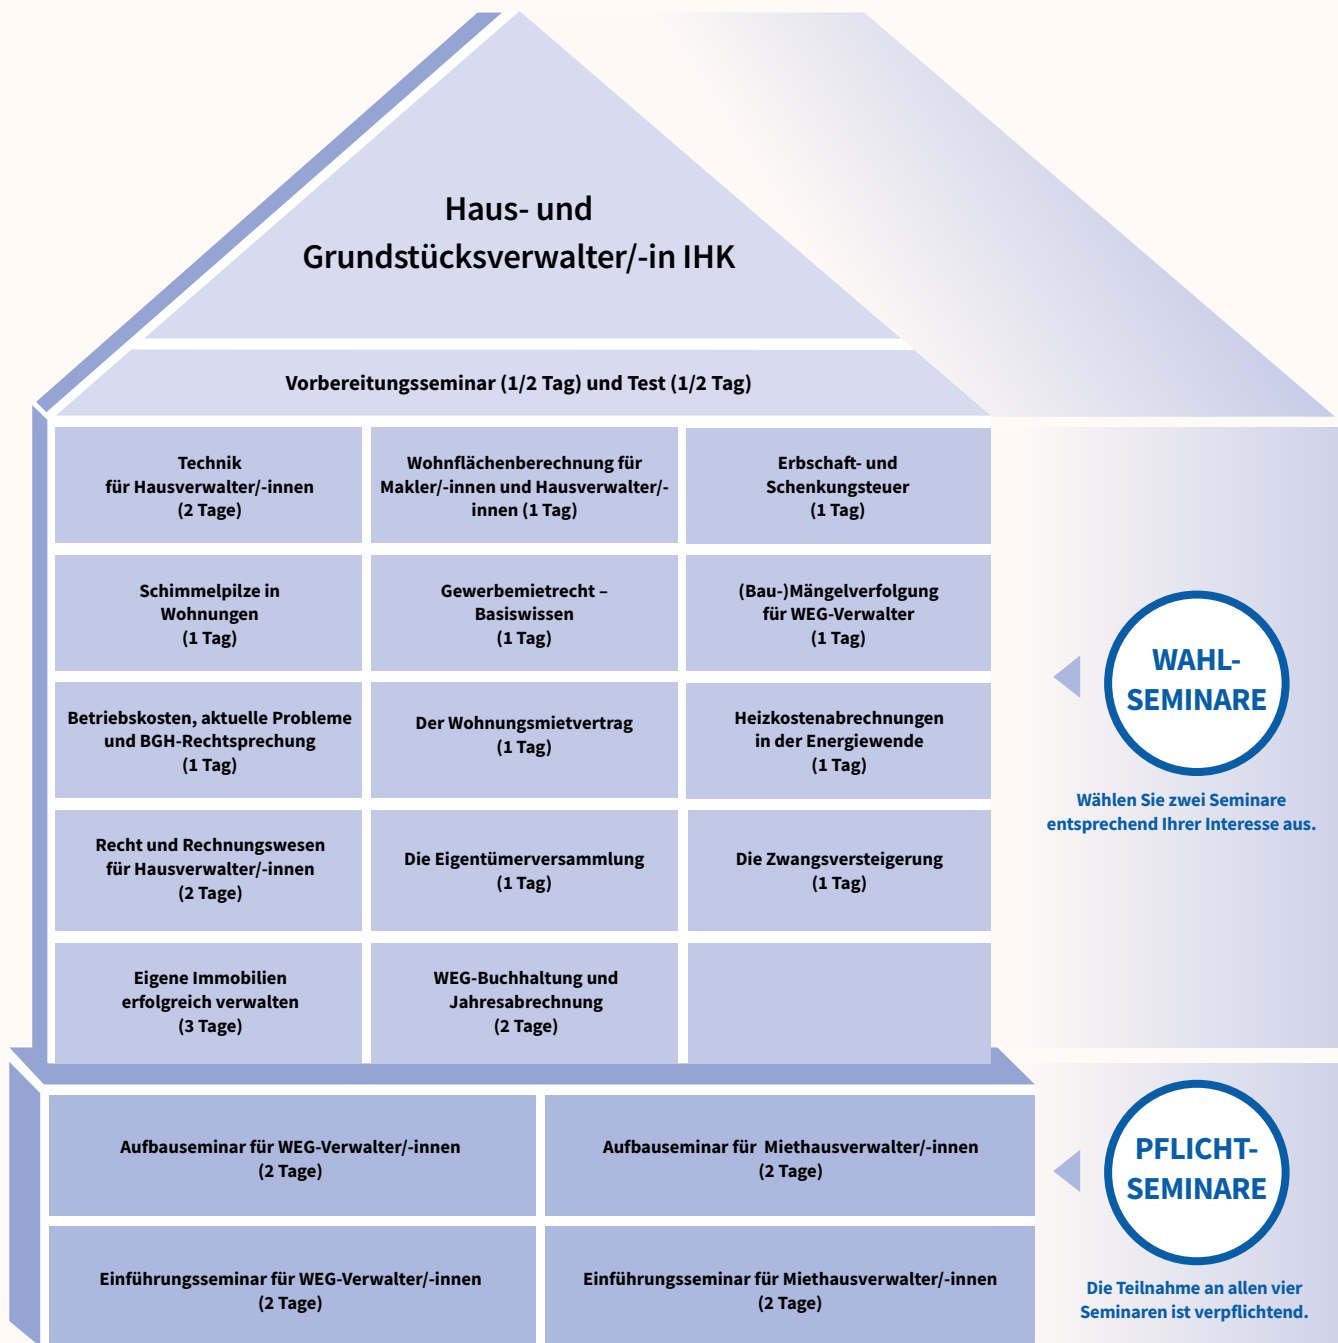 Haus- und
Grundstücksverwalter/-in IHK
Vorbereitungsseminar (1/2 Tag) und Test (1/2 Tag)
Technik
für Hausverwalter/-innen
(2 Tage)
Wohnflächenberechnung für
Makler/-innen und Hausverwalter/-
innen (1 Tag)
Erbschaft- und
Schenkungsteuer
(1 Tag)
Schimmelpilze in
Wohnungen
(1 Tag)
Gewerbemietrecht –
Basiswissen
(1 Tag)
(Bau-)Mängelverfolgung
für WEG-Verwalter
(1 Tag)
Betriebskosten, aktuelle Probleme
und BGH-Rechtsprechung
(1 Tag)
Der Wohnungsmietvertrag
(1 Tag)
Heizkostenabrechnungen
in der Energiewende
(1 Tag)
Recht und Rechnungswesen
für Hausverwalter/-innen
(2 Tage)
Die Eigentümerversammlung
(1 Tag)
Die Zwangsversteigerung
(1 Tag)
Eigene Immobilien
erfolgreich verwalten
(3 Tage)
WEG-Buchhaltung und
Jahresabrechnung
(2 Tage)
WAHL-
SEMINARE
Wählen Sie zwei Seminare
entsprechend Ihrer Interesse aus.
Aufbauseminar für WEG-Verwalter/-innen
(2 Tage)
Aufbauseminar für Miethausverwalter/-innen
(2 Tage)
Einführungsseminar für WEG-Verwalter/-innen
(2 Tage)
Einführungsseminar für Miethausverwalter/-innen
(2 Tage)
PFLICHT-
SEMINARE
Die Teilnahme an allen vier
Seminaren ist verpflichtend.